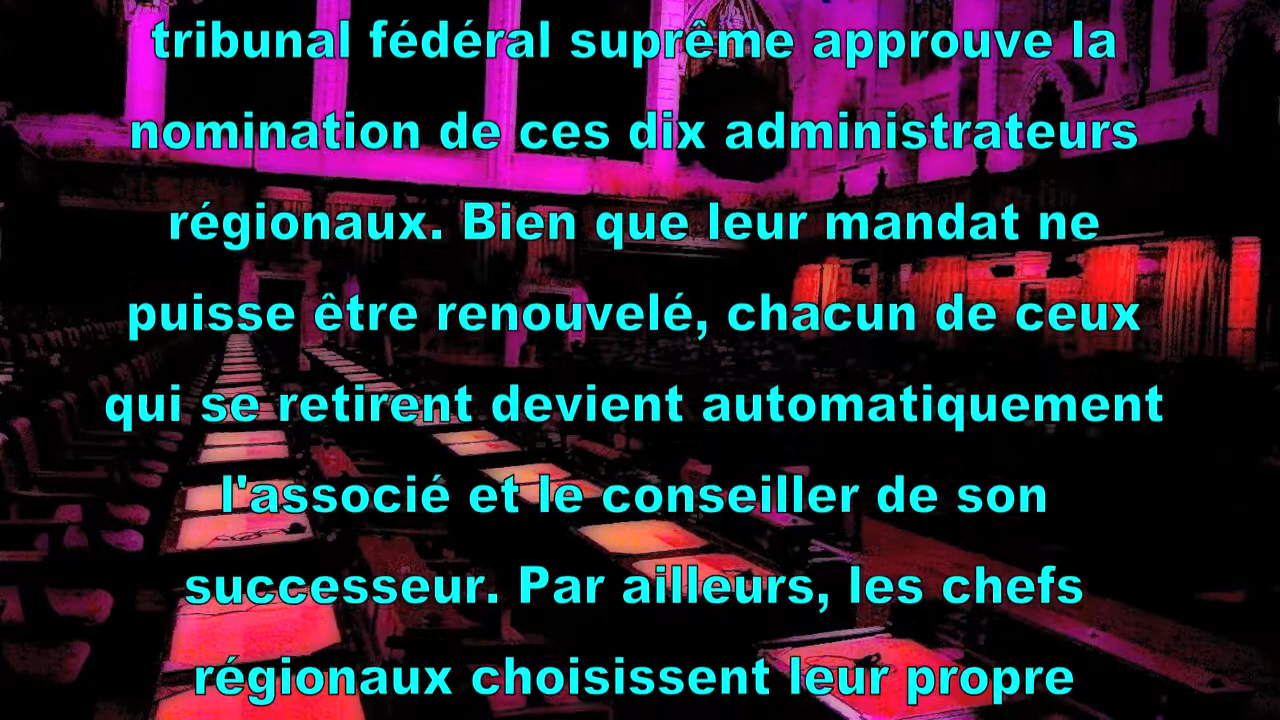 tribunal fédéral suprême approuve la
nomination de ces dix administrateurs
régionaux. Bien que leur mandat ne
puisse être renouvelé, chacun de ceux
qui se retirent devient automatiquement
l'associé et le conseiller de son
successeur. Par ailleurs, les chefs
régionaux choisissent leur propre